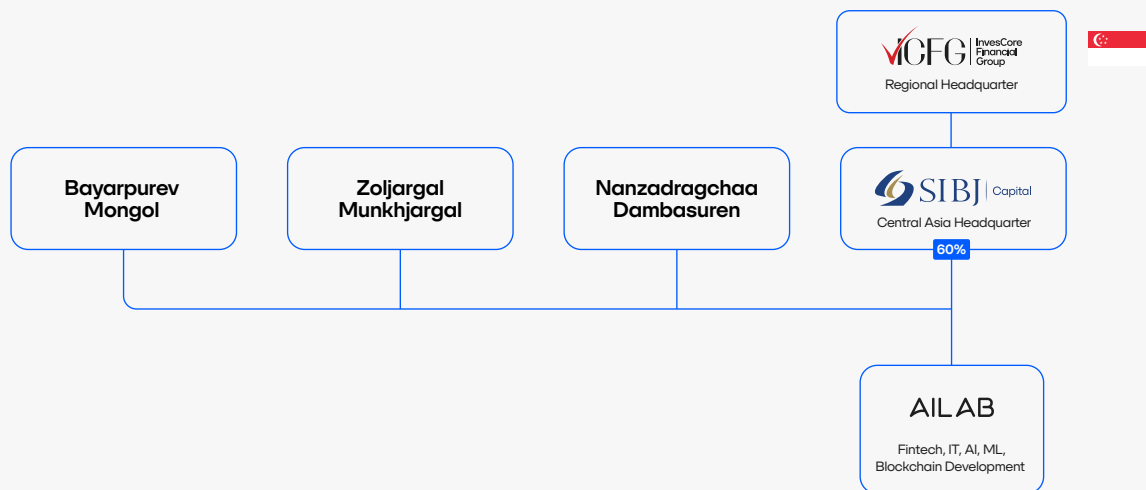 ICFG
InvesCore
Financial
Group
Regional Headquarter
Bayarpurev
Mongol
Zoljargal
Munkhjargal
Nanzadragchaa
Dambasuren
SIBJ Capital
Central Asia Headquarter
60%
AILAB
Fintech, IT, AI, ML,
Blockchain Development